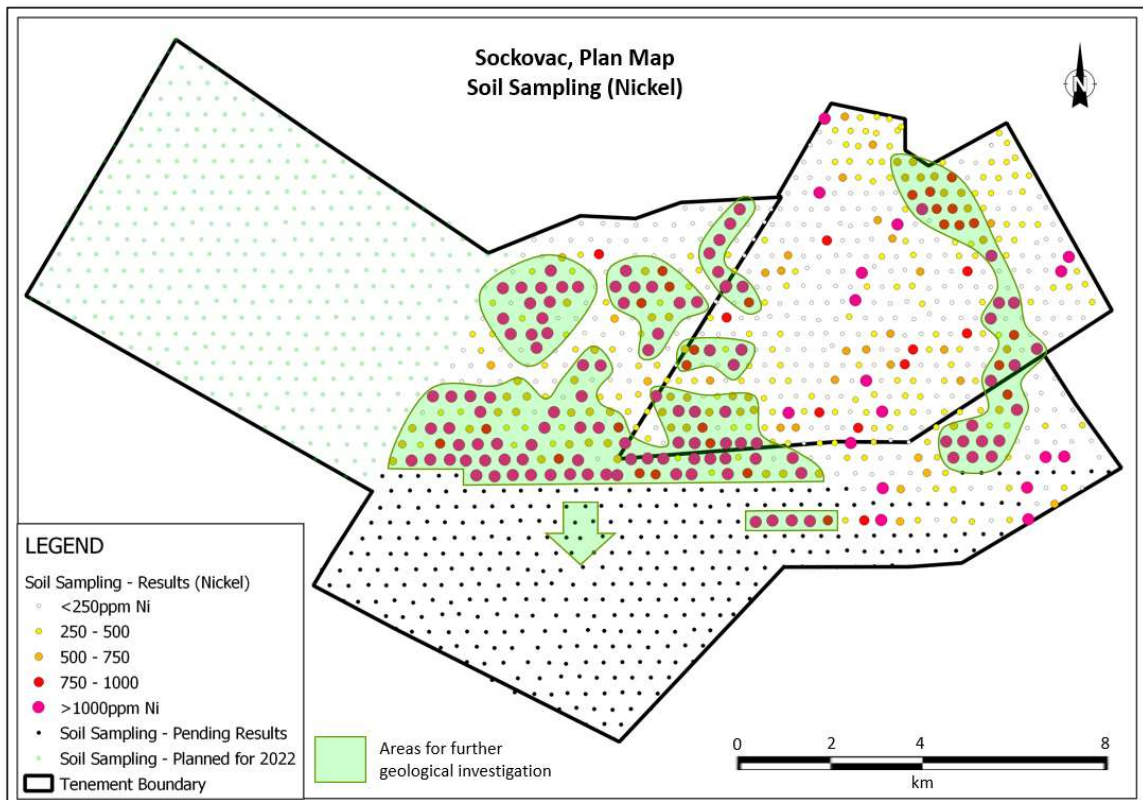 Sockovac, Plan Map
Soil Sampling (Nickel)
N
LEGEND
Soil Sampling - Results (Nickel)
<250ppm Ni
250 - 500
500 - 750
750 - 1000
>1000ppm Ni
Soil Sampling - Pending Results
Soil Sampling - Planned for 2022
Tenement Boundary
Areas for further
geological investigation
0 2 4 8
km